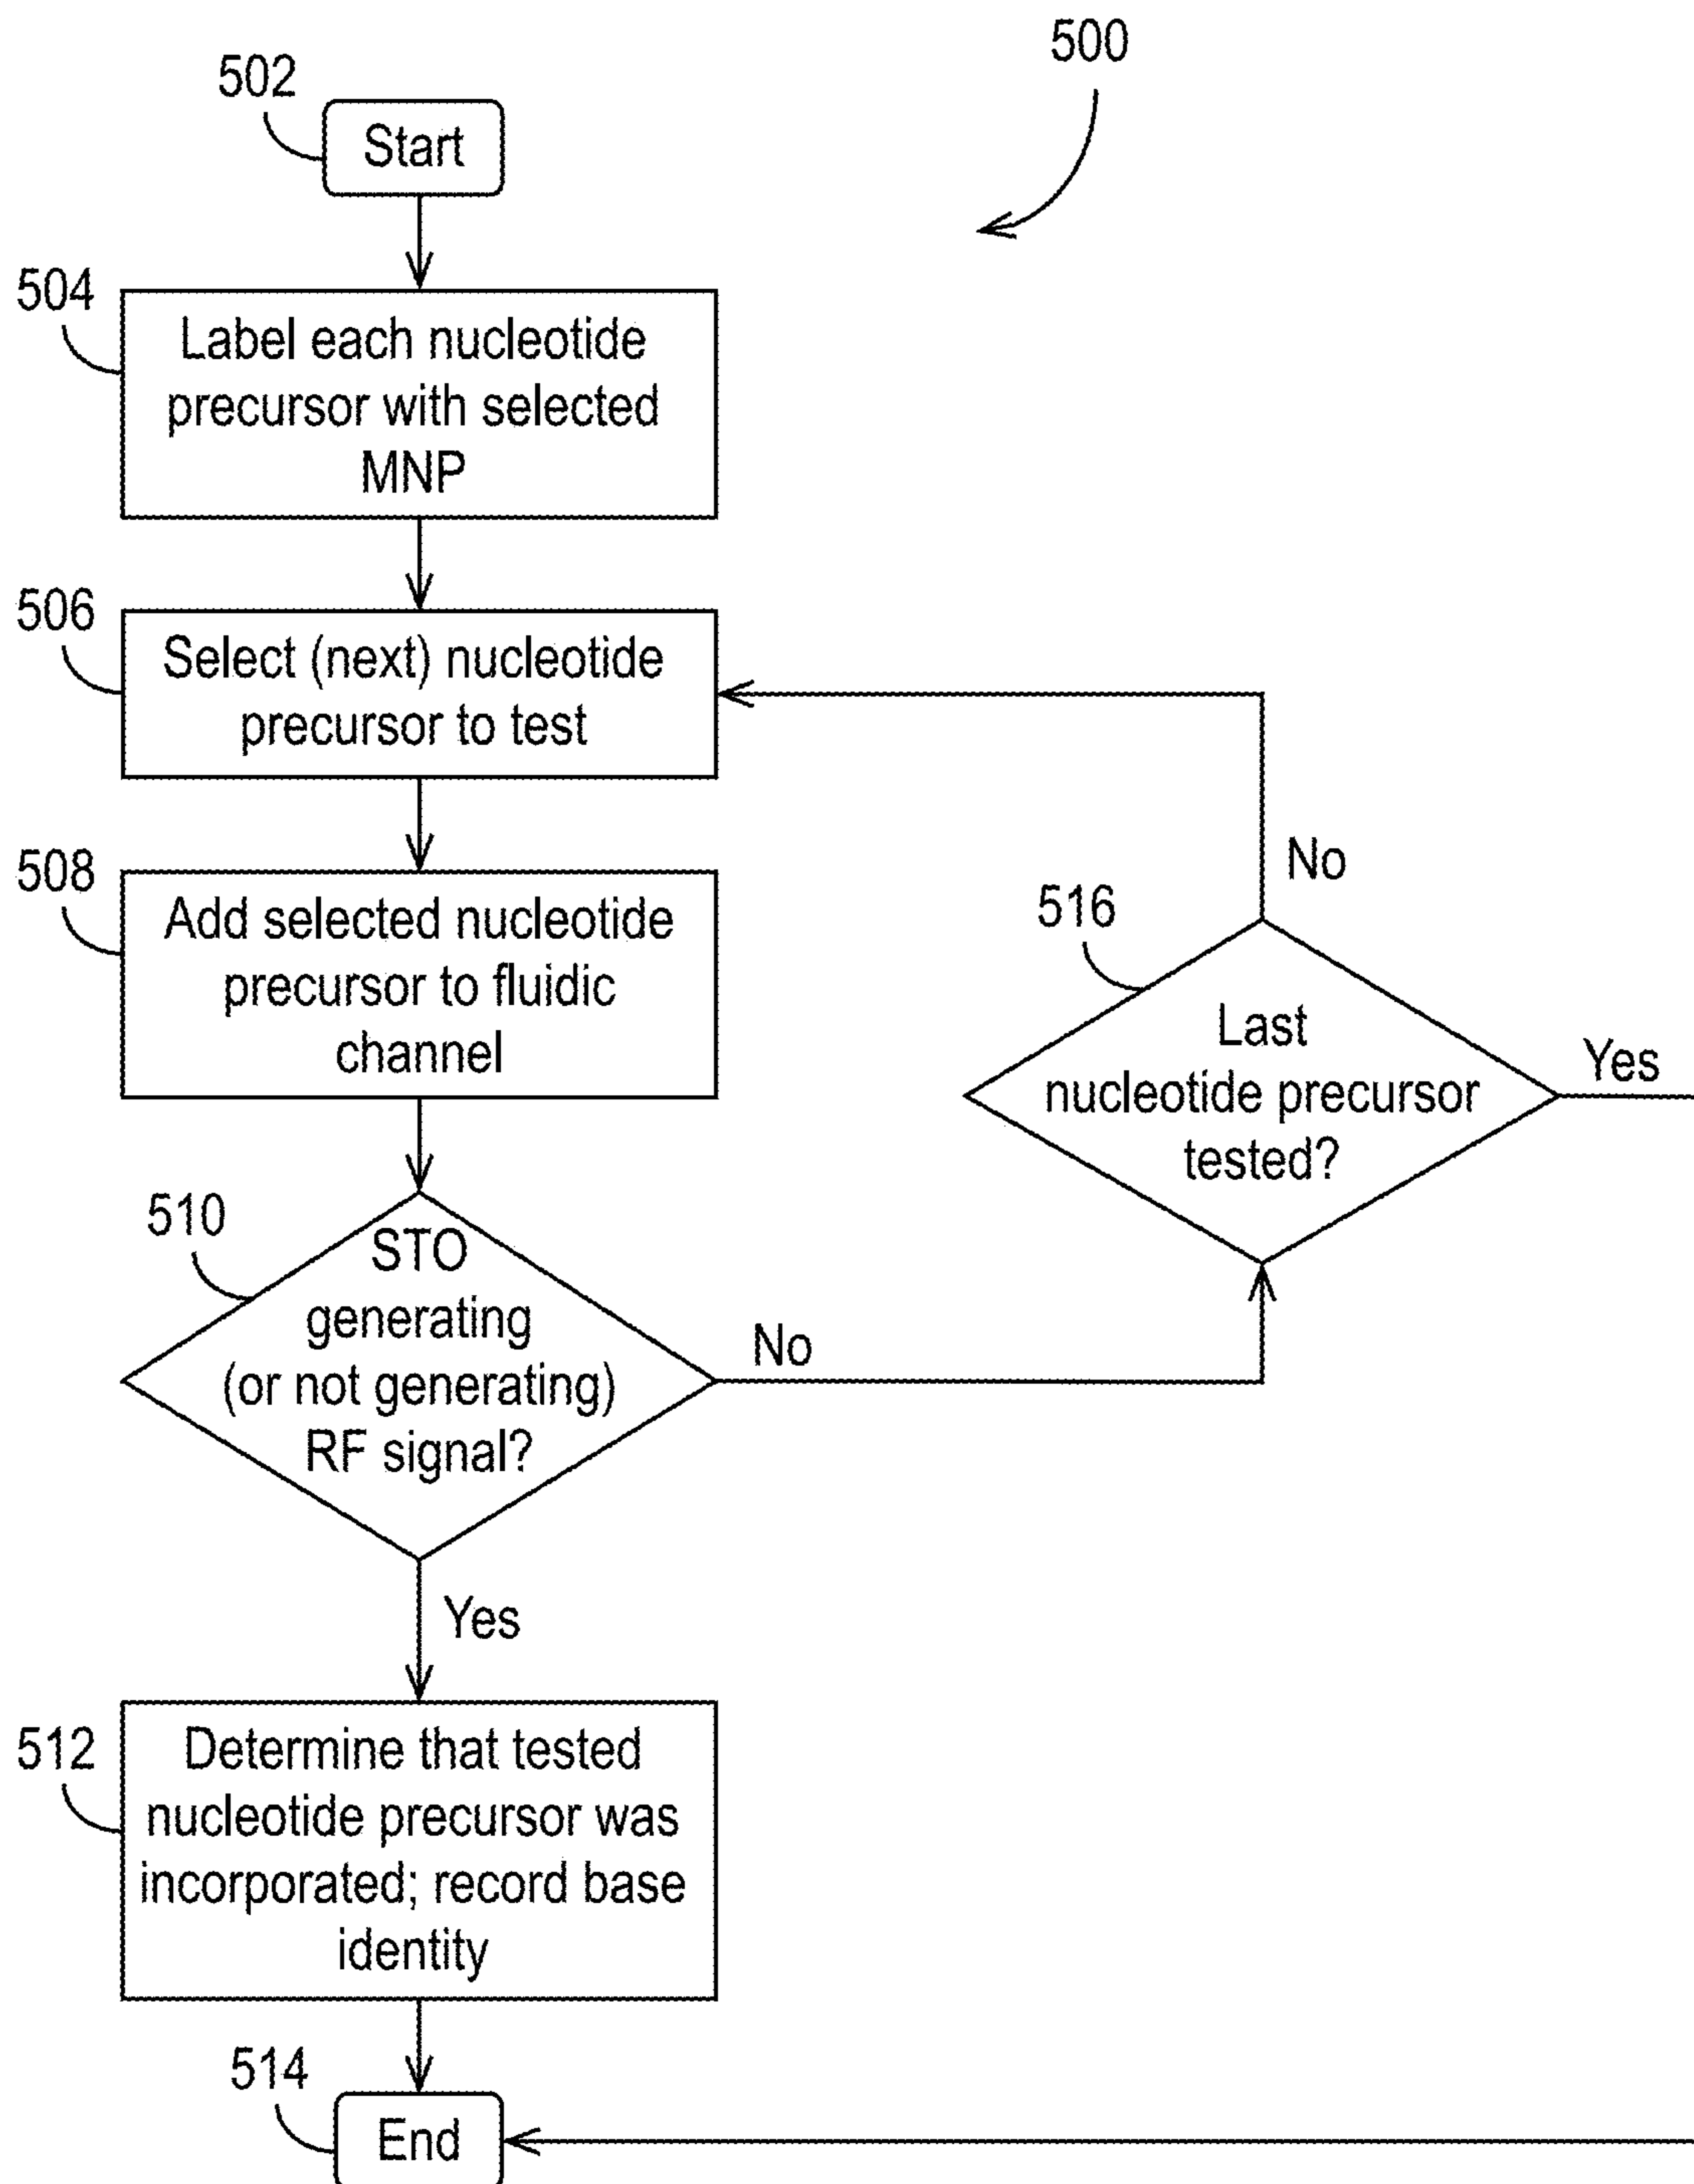 500
502
Start
504
Label each nucleotide
precursor with selected
MNP
506
Select (next) nucleotide
precursor to test
508
Add selected nucleotide
precursor to fluidic
channel
No
516
Last
nucleotide precursor
tested?
Yes
510
STO
generating
(or not generating)
RF signal?
No
Yes
512
Determine that tested
nucleotide precursor was
incorporated; record base
identity
514
End